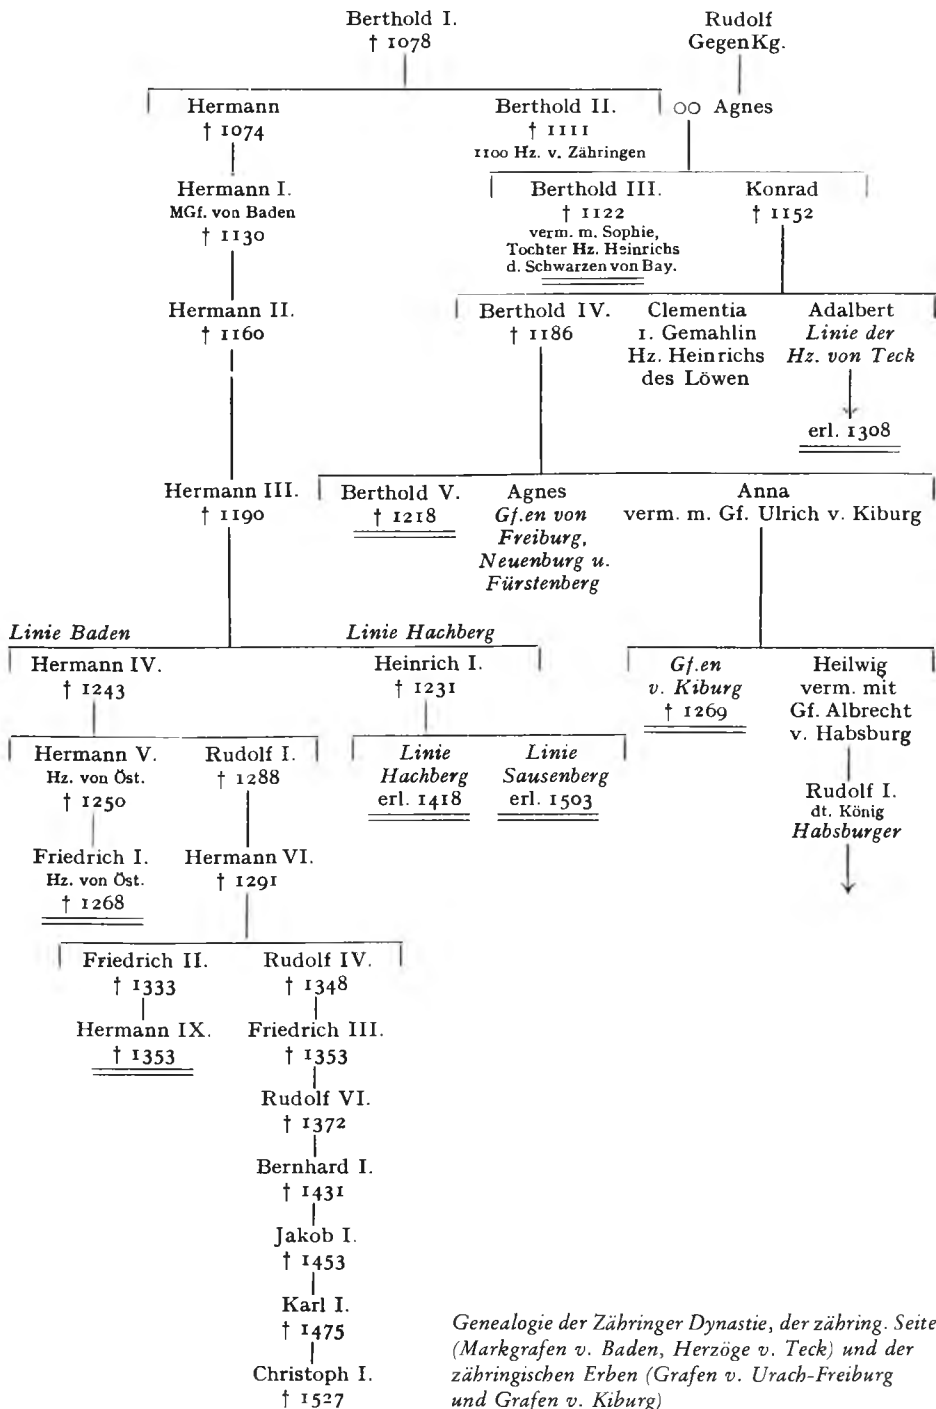 Berthold I.
† 1078
Rudolf
GegenKg.
Hermann
† 1074
Berthold II.
† 1111
1100 Hz. v. Zähringen
oo Agnes
Hermann I.
MGf. von Baden
† 1130
Berthold III.
† 1122
verm. m. Sophie,
Tochter Hz. Heinrichs
d. Schwarzen von Bay.
Konrad
† 1152
Hermann II.
† 1160
Berthold IV.
† 1186
Clementia
1. Gemahlin
Hz. Heinrichs
des Löwen
Adalbert
Linie der
Hz. von Teck
erl. 1308
Hermann III.
† 1190
Berthold V.
† 1218
Agnes
Gf.en von
Freiburg,
Neuenburg u.
Fürstenberg
Anna
verm. m. Gf. Ulrich v. Kiburg
Linie Baden
Hermann IV.
† 1243
Linie Hachberg
Heinrich I.
† 1231
Gf.en
v. Kiburg
† 1269
Heilwig
verm. mit
Gf. Albrecht
v. Habsburg
Hermann V.
Hz. von Öst.
† 1250
Rudolf I.
† 1288
Linie
Hachberg
erl. 1418
Linie
Sausenberg
erl. 1503
Rudolf I.
dt. König
Habsburger
Friedrich I.
Hz. von Öst.
† 1268
Hermann VI.
† 1291
Friedrich II.
† 1333
Rudolf IV.
† 1348
Hermann IX.
† 1353
Friedrich III.
† 1353
Rudolf VI.
† 1372
Bernhard I.
† 1431
Jakob I.
† 1453
Karl I.
† 1475
Christoph I.
† 1527
Genealogie der Zähringer Dynastie, der zähring. Seite
(Markgrafen v. Baden, Herzöge v. Teck) und der
zähringischen Erben (Grafen v. Urach-Freiburg
und Grafen v. Kiburg)